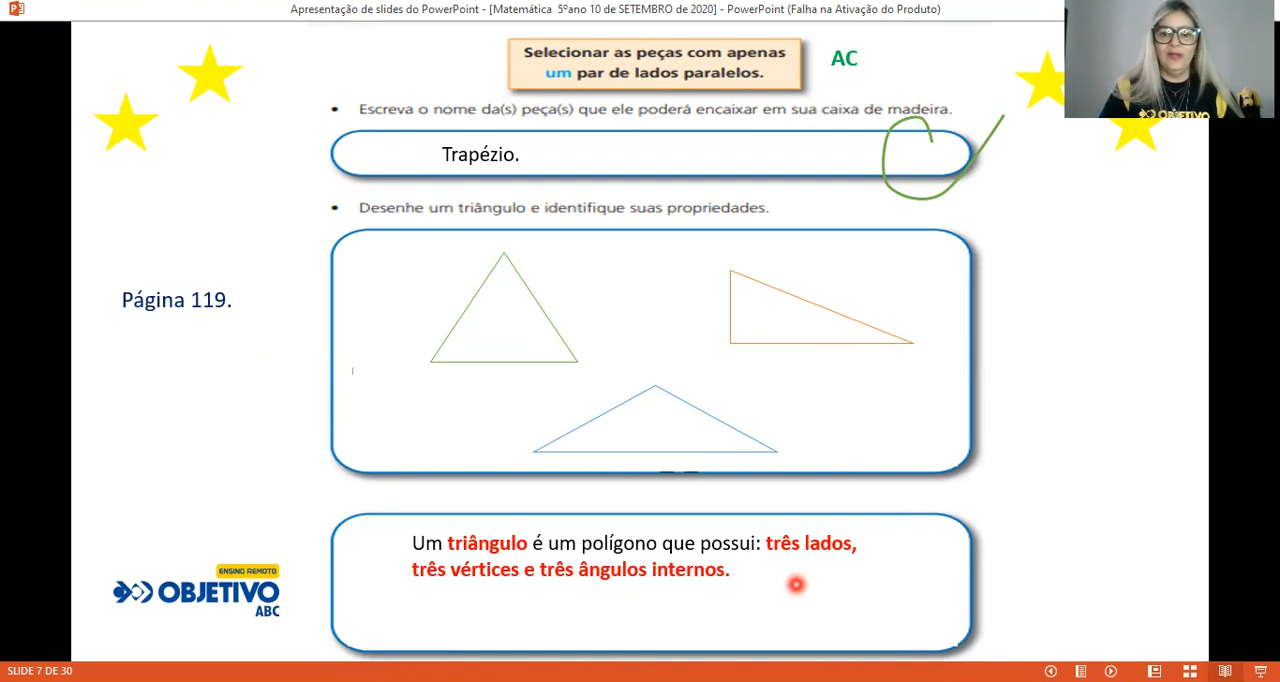 Apresentação de slides do PowerPoint - [Matemática 5ºano 10 de SETEMBRO de 2020] - PowerPoint (Falha na Ativação do Produto)
Selecionar as peças com apenas
um par de lados paralelos.
AC
• Escreva o nome da(s) peça(s) que ele poderá encaixar em sua caixa de madeira.
Trapézio.
• Desenhe um triângulo e identifique suas propriedades.
Página 119.
Um triângulo é um polígono que possui: três lados,
três vértices e três ângulos internos.
ENSINO REMOTO
OBJETIVO
ABC
OBJETIVO
SLIDE 7 DE 30